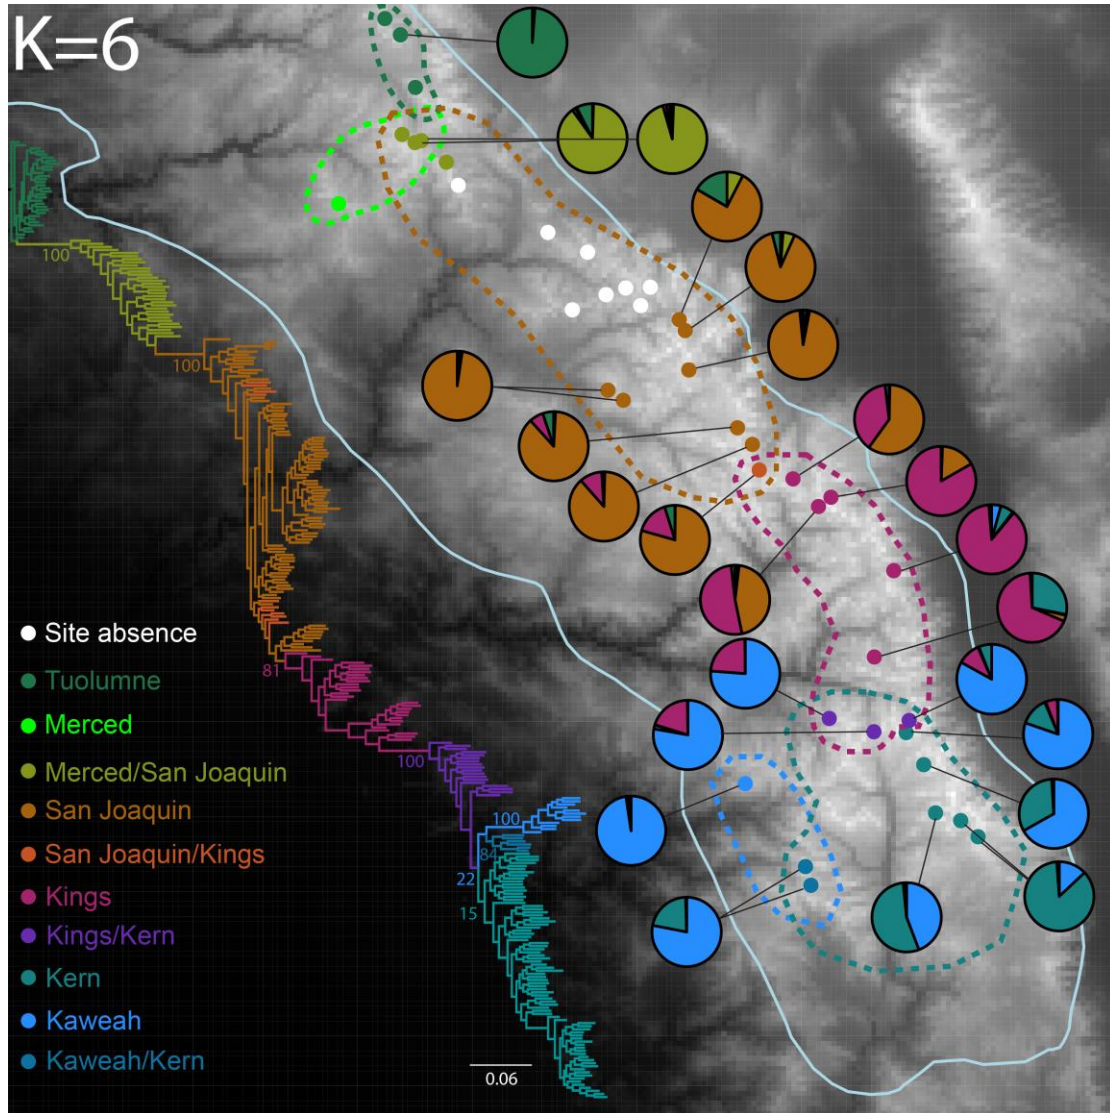 K=6
100
100
81
100
100
84
22
15
Site absence
Tuolumne
Merced
Merced/San Joaquin
San Joaquin
San Joaquin/Kings
Kings
Kings/Kern
Kern
Kaweah
Kaweah/Kern
0.06